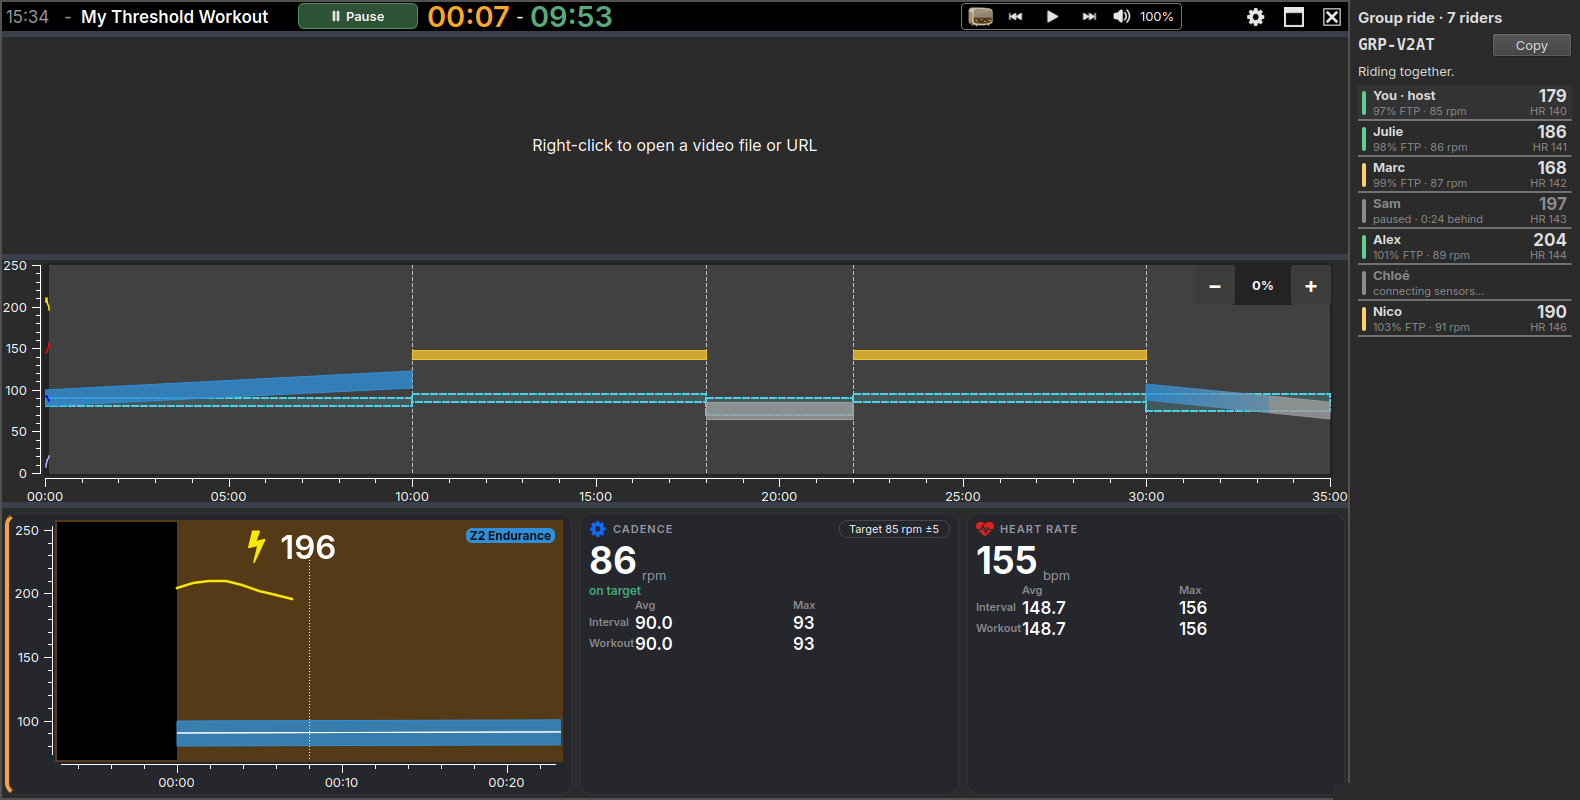 15:34 - My Threshold Workout
Pause
00:07 - 09:53
100%
Group ride · 7 riders
GRP-V2AT
Copy
Riding together.
You · host 179
97% FTP · 85 rpm HR 140
Julie 186
98% FTP · 86 rpm HR 141
Marc 168
99% FTP · 87 rpm HR 142
Sam 197
paused · 0:24 behind HR 143
Alex 204
101% FTP · 89 rpm HR 144
Chloé
connecting sensors...
Nico 190
103% FTP · 91 rpm HR 146
Right-click to open a video file or URL
250
200
150
100
50
0
− 0% +
00:00 05:00 10:00 15:00 20:00 25:00 30:00 35:00
250
200
150
100
196
Z2 Endurance
00:00 00:10 00:20
CADENCE
Target 85 rpm ±5
86 rpm
on target
Avg Max
Interval 90.0 93
Workout 90.0 93
HEART RATE
155 bpm
Avg Max
Interval 148.7 156
Workout 148.7 156